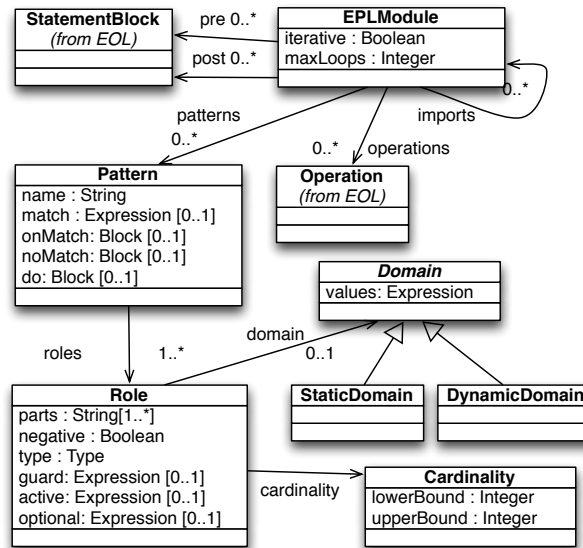 StatementBlock
(from EOL)
pre 0..*
post 0..*
EPLModule
iterative : Boolean
maxLoops : Integer
0..*
imports
patterns
0..*
0..*
operations
Pattern
name : String
match : Expression [0..1]
onMatch: Block [0..1]
noMatch: Block [0..1]
do: Block [0..1]
Operation
(from EOL)
Domain
values: Expression
roles
1..*
domain
0..1
StaticDomain
DynamicDomain
Role
parts : String[1..*]
negative : Boolean
type : Type
guard: Expression [0..1]
active: Expression [0..1]
optional: Expression [0..1]
cardinality
Cardinality
lowerBound : Integer
upperBound : Integer